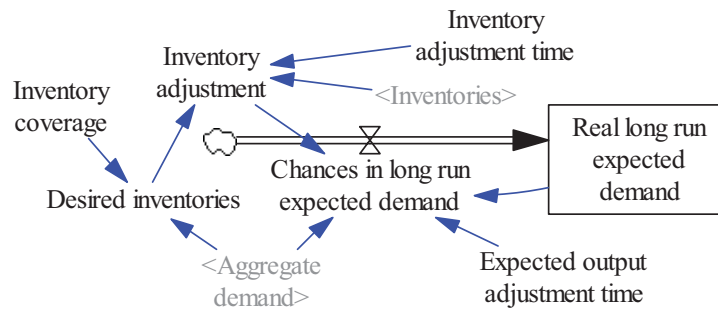 Inventory
adjustment time
Inventory
adjustment
<Inventories>
Inventory
coverage
Real long run
expected
demand
Chances in long run
expected demand
Desired inventories
<Aggregate
demand>
Expected output
adjustment time